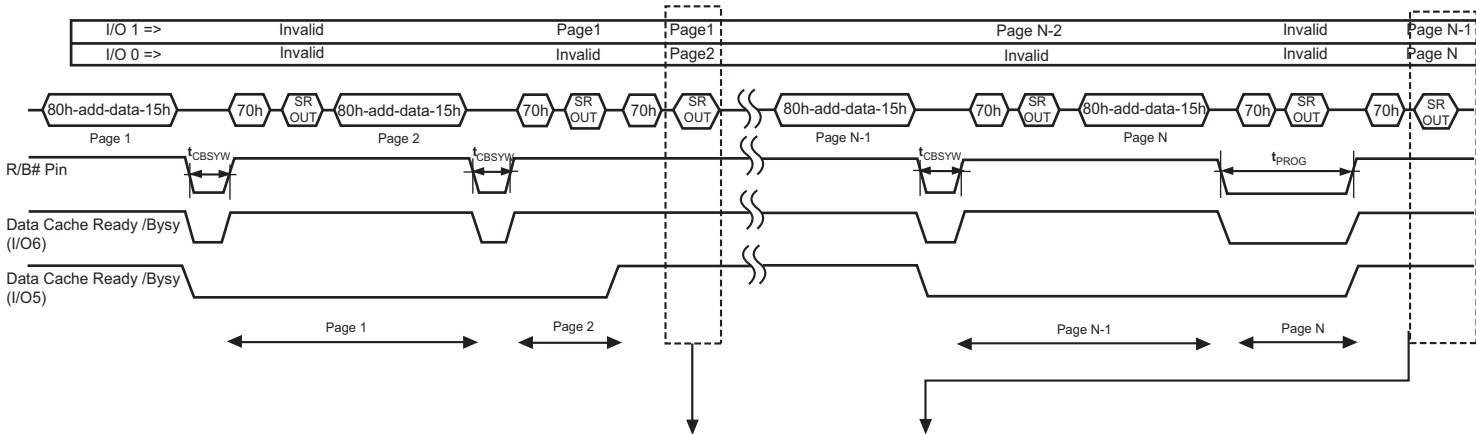 I/O 1 => Invalid Page1 Page1 Page N-2 Invalid Page N-1
I/O 0 => Invalid Invalid Page2 Invalid Invalid Page N
80h-add-data-15h 70h SR OUT 80h-add-data-15h 70h SR OUT 70h SR OUT 80h-add-data-15h 70h SR OUT 80h-add-data-15h 70h SR OUT 70h SR OUT
Page 1 Page 2 Page N-1 Page N
R/B# Pin tCBSYW tCBSYW tCBSYW tPROG
Data Cache Ready /Bysy
(I/O6)
Data Cache Ready /Bysy
(I/O5)
Page 1 Page 2 Page N-1 Page N